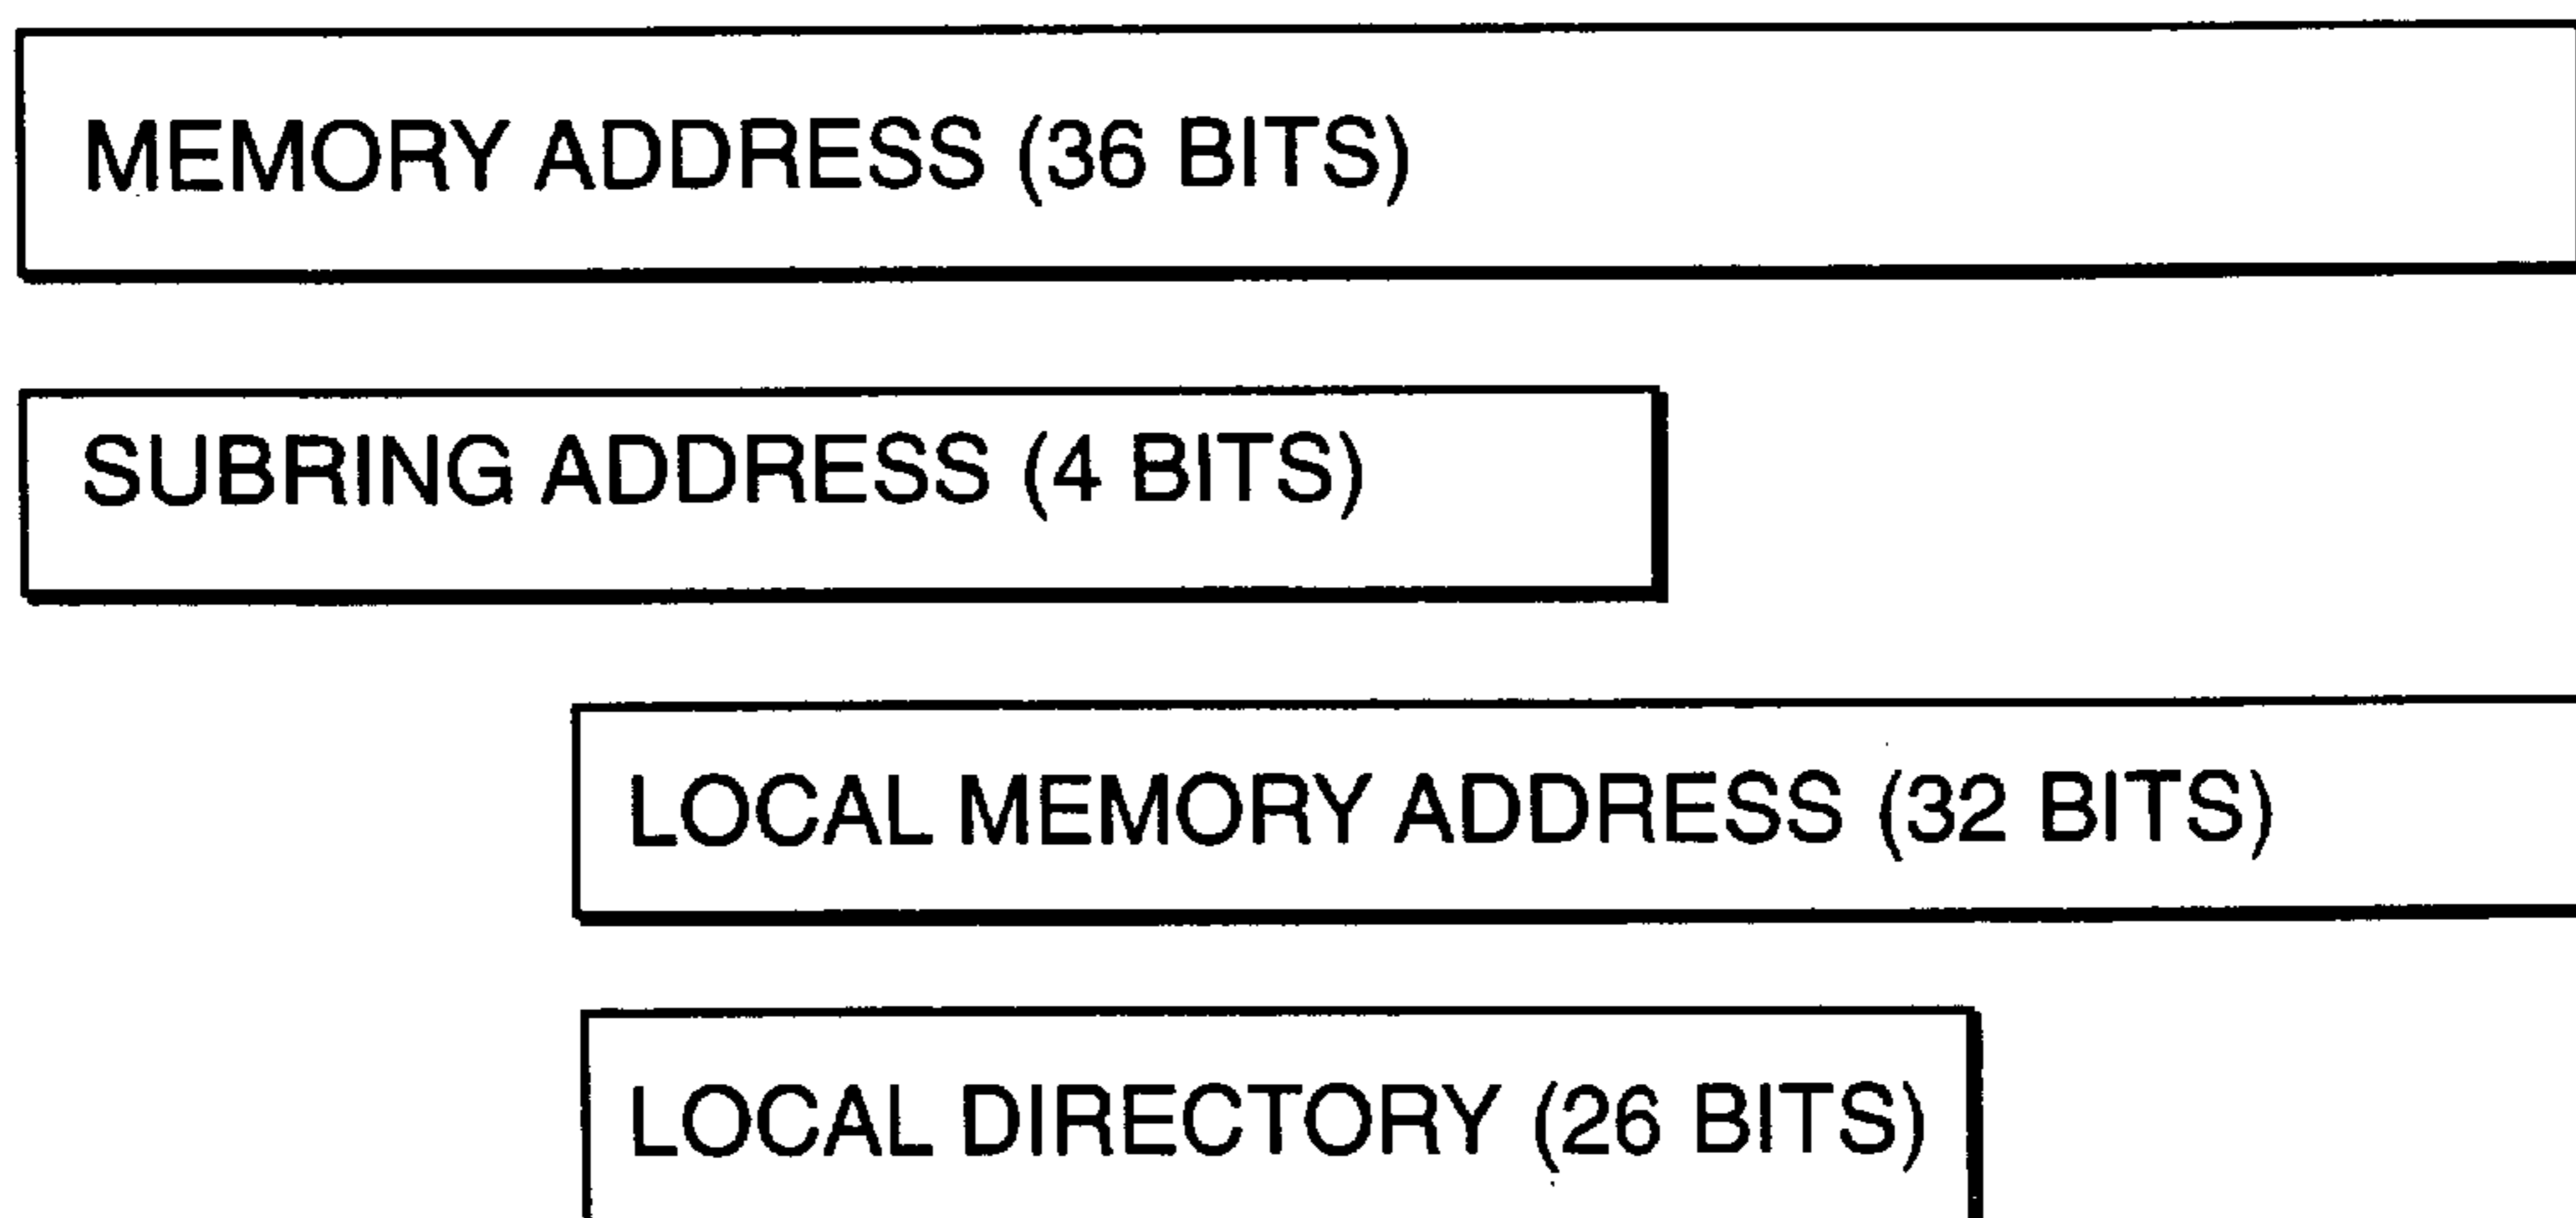 MEMORY ADDRESS (36 BITS)
SUBRING ADDRESS (4 BITS)
LOCAL MEMORY ADDRESS (32 BITS)
LOCAL DIRECTORY (26 BITS)